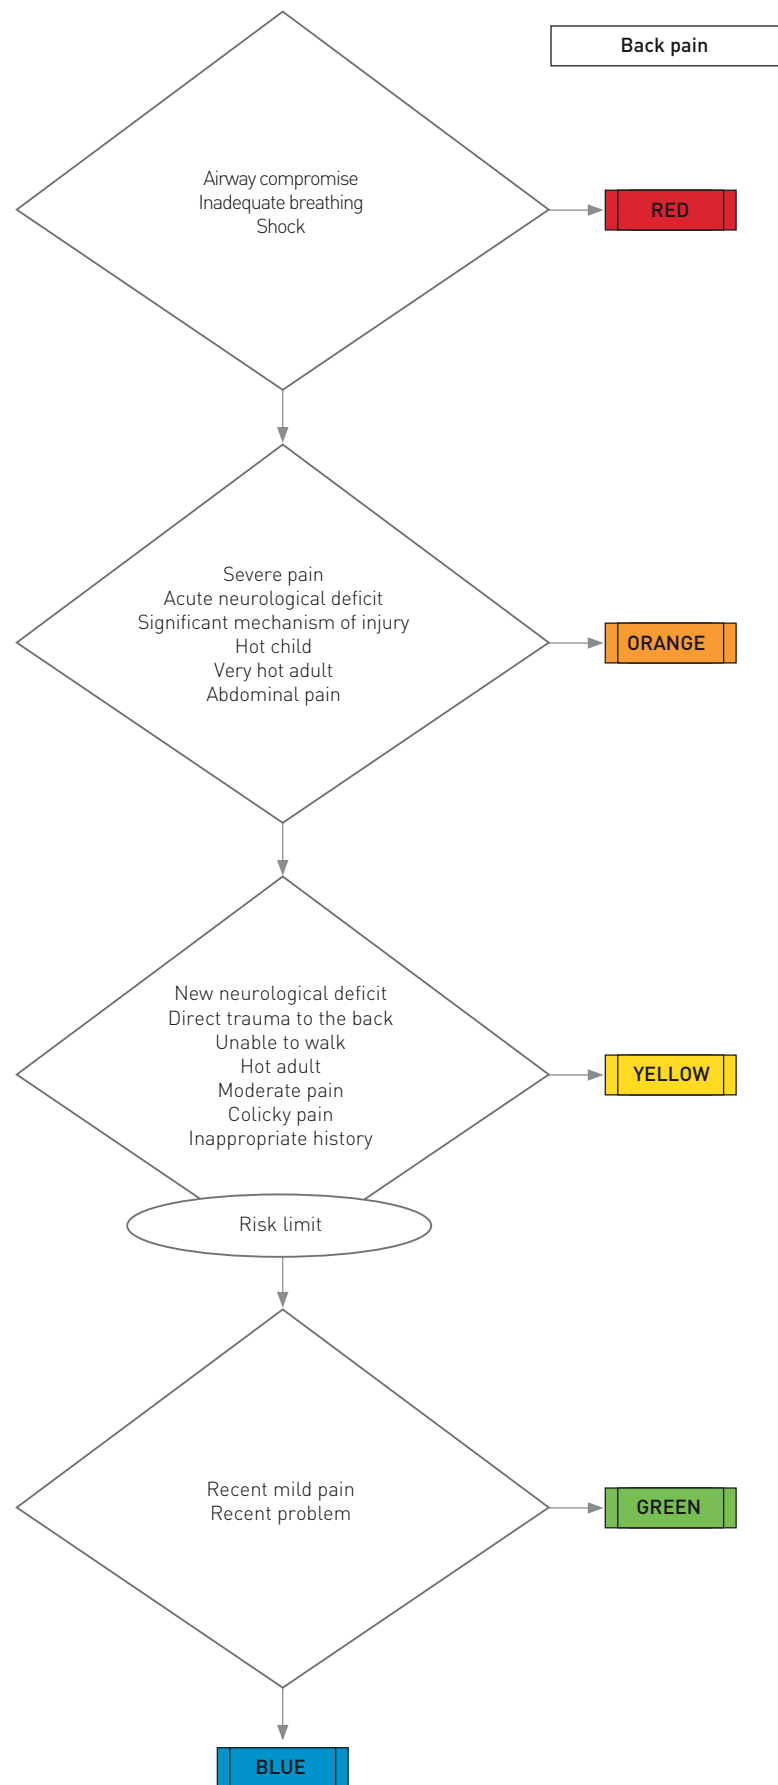 Back pain
Airway compromise
Inadequate breathing
Shock
RED
Severe pain
Acute neurological deficit
Significant mechanism of injury
Hot child
Very hot adult
Abdominal pain
ORANGE
New neurological deficit
Direct trauma to the back
Unable to walk
Hot adult
Moderate pain
Colicky pain
Inappropriate history
YELLOW
Risk limit
Recent mild pain
Recent problem
GREEN
BLUE